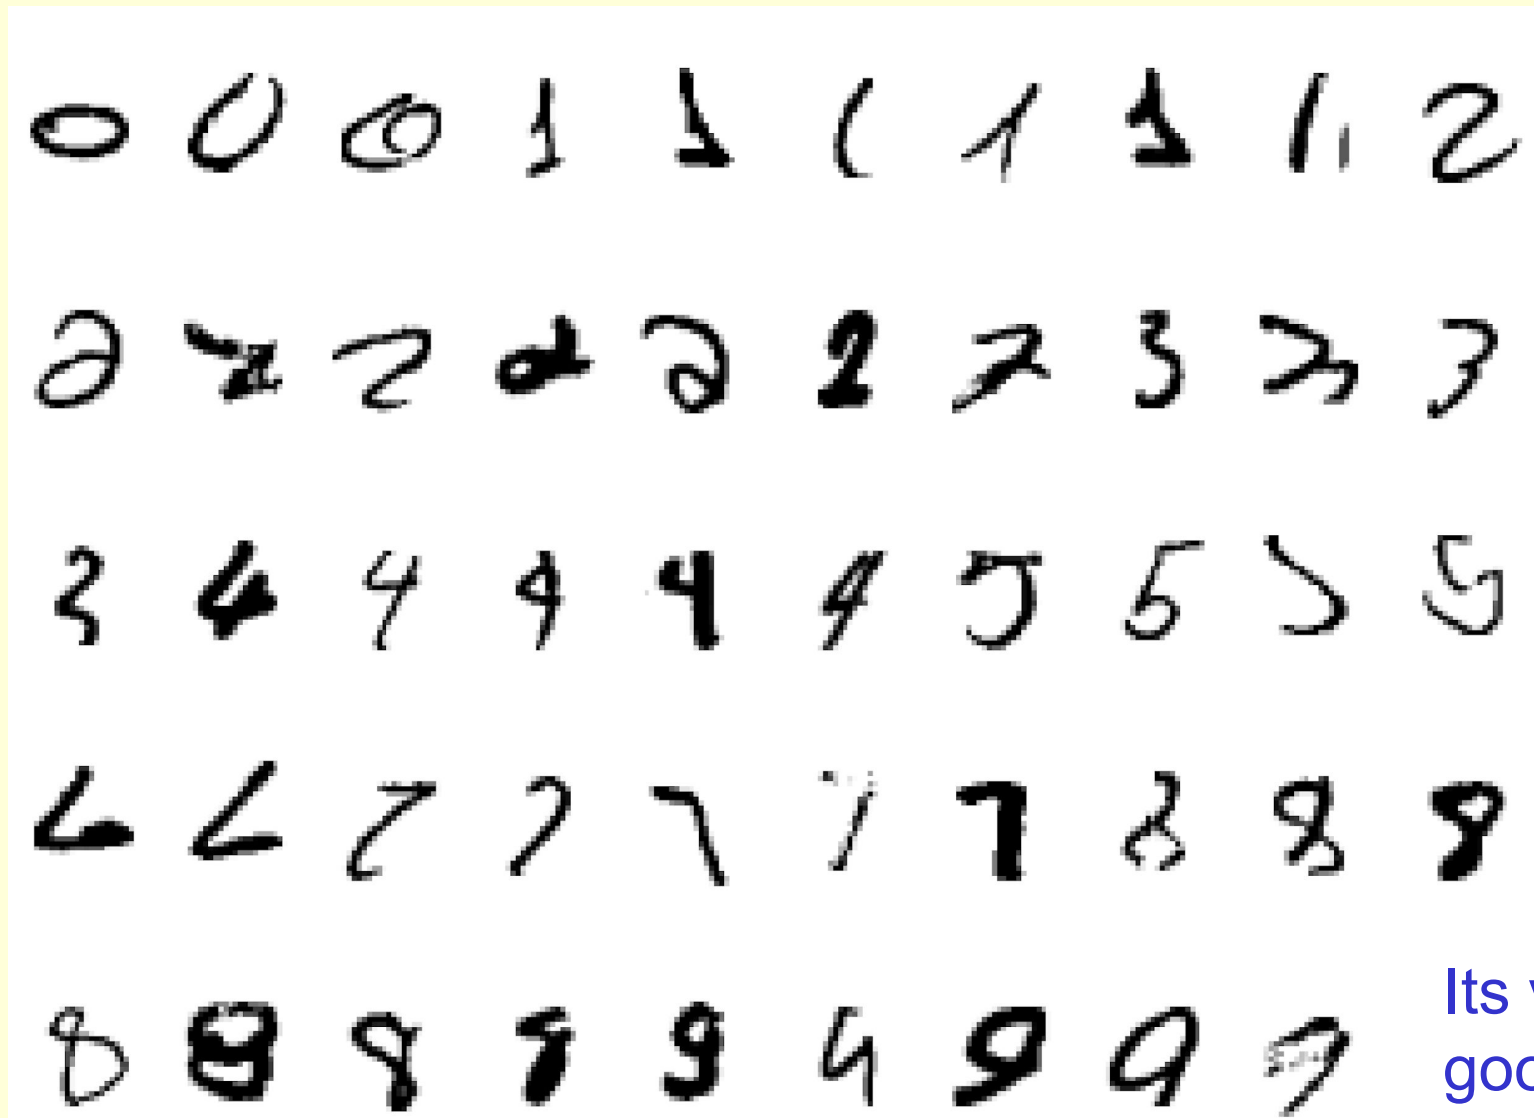 0 0 0 1 1 1 1 1 1 2
2 2 2 2 2 2 2 3 3 3
3 4 4 4 4 4 5 5 5 5
6 6 7 7 7 7 7 8 8 8
8 8 8 8 9 9 9 9 9
Its